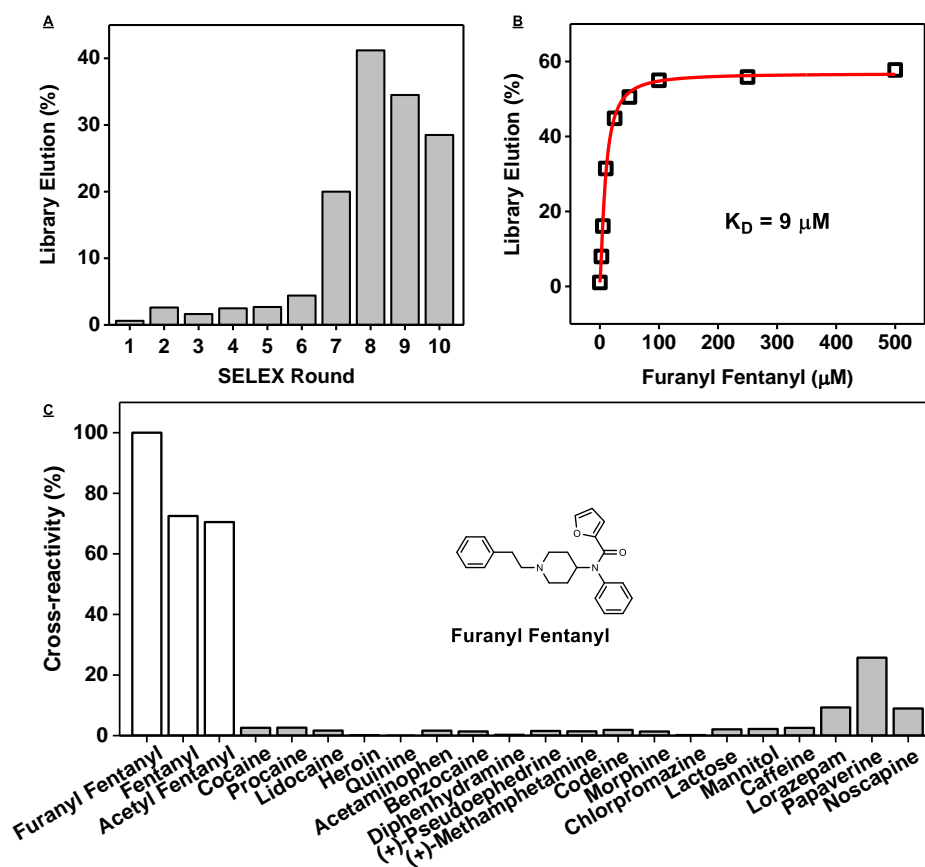 A
Library Elution (%)
40
30
20
10
0
1 2 3 4 5 6 7 8 9 10
SELEX Round
B
Library Elution (%)
60
40
20
0
K_D = 9 μM
0 100 200 300 400 500
Furanyl Fentanyl (μM)
C
Cross-reactivity (%)
100
80
60
40
20
0
O
N
N
O
Furanyl Fentanyl
Furanyl Fentanyl
Fentanyl
Acetyl Fentanyl
Cocaine
Procaine
Lidocaine
Heroin
Quinine
Acetaminophen
Benzocaine
Diphenhydramine
(+)-Pseudoephedrine
(+)-Methamphetamine
Codeine
Morphine
Chlorpromazine
Lactose
Mannitol
Caffeine
Lorazepam
Papaverine
Noscapine